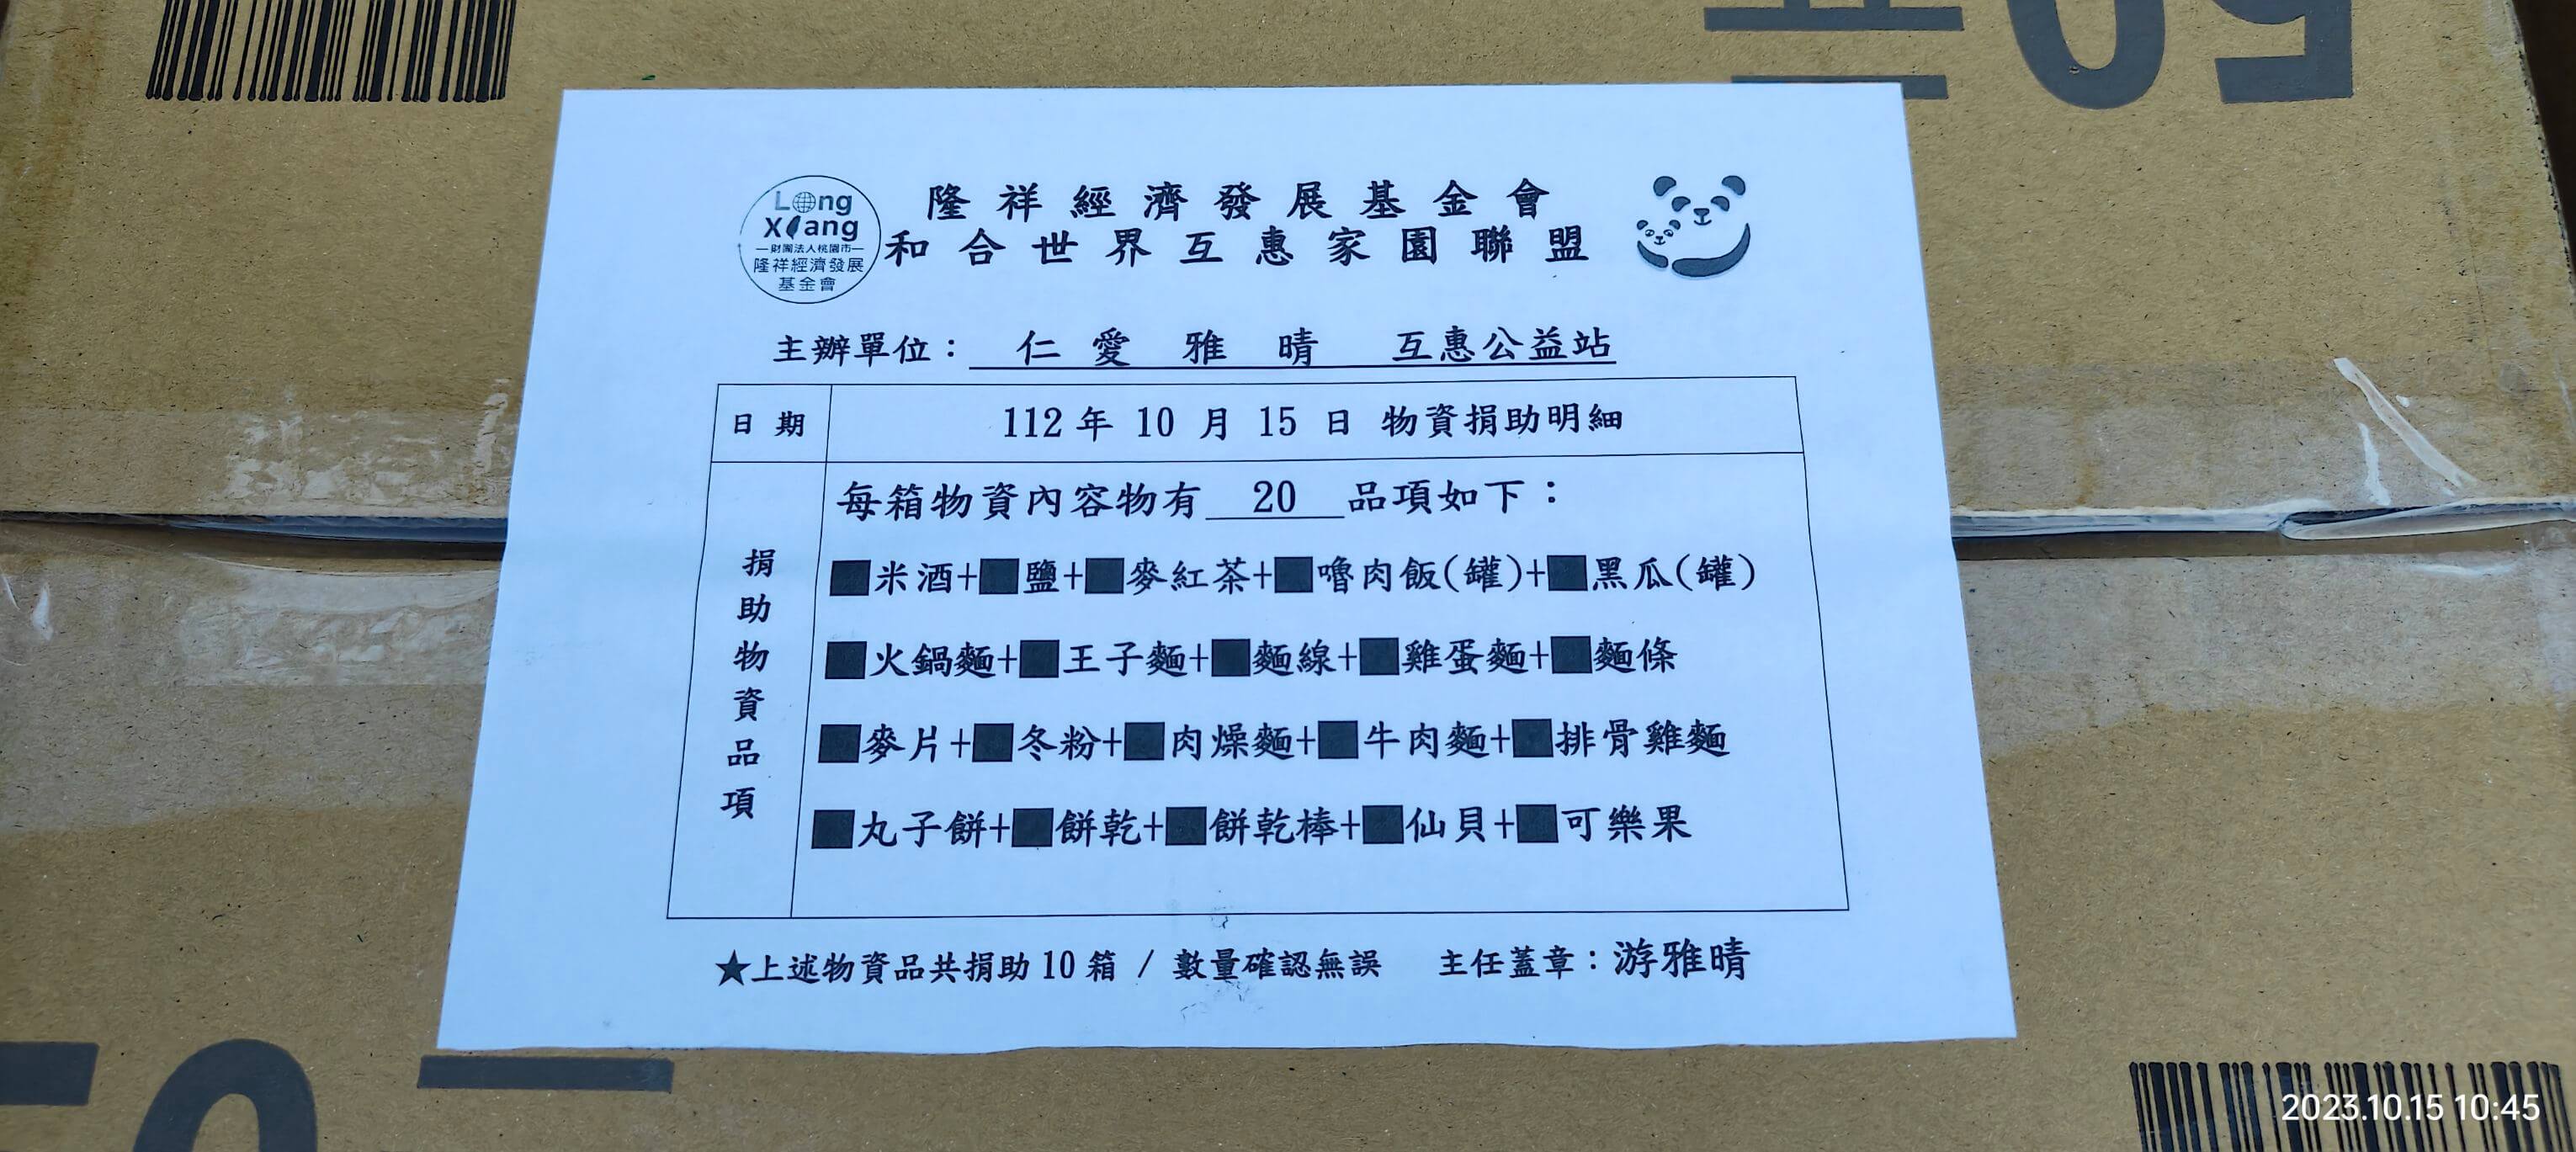 隆祥經濟發展基金會
和合世界互惠家園聯盟
Long
Xiang
財團法人桃園市
隆祥經濟發展
基金會
主辦單位：仁愛 雅晴 互惠公益站
日期 112年 10月 15日 物資捐助明細
捐助物資品項
每箱物資內容物有 20 品項如下：
■米酒+■鹽+■麥紅茶+■嚕肉飯(罐)+■黑瓜(罐)
■火鍋麵+■王子麵+■麵線+■雞蛋麵+■麵條
■麥片+■冬粉+■肉燥麵+■牛肉麵+■排骨雞麵
■丸子餅+■餅乾+■餅乾棒+■仙貝+■可樂果
★上述物資品共捐助10箱 / 數量確認無誤 主任蓋章：游雅晴
2023.10.15 10:45